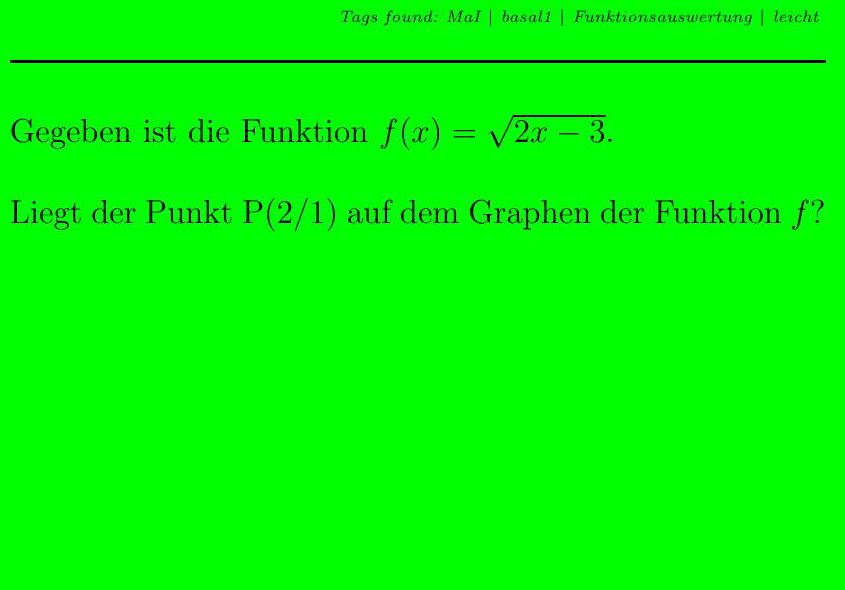 Tags found: MaI | basal1 | Funktionsauswertung | leicht
Gegeben ist die Funktion f(x) = √2x − 3.
Liegt der Punkt P(2/1) auf dem Graphen der Funktion f?